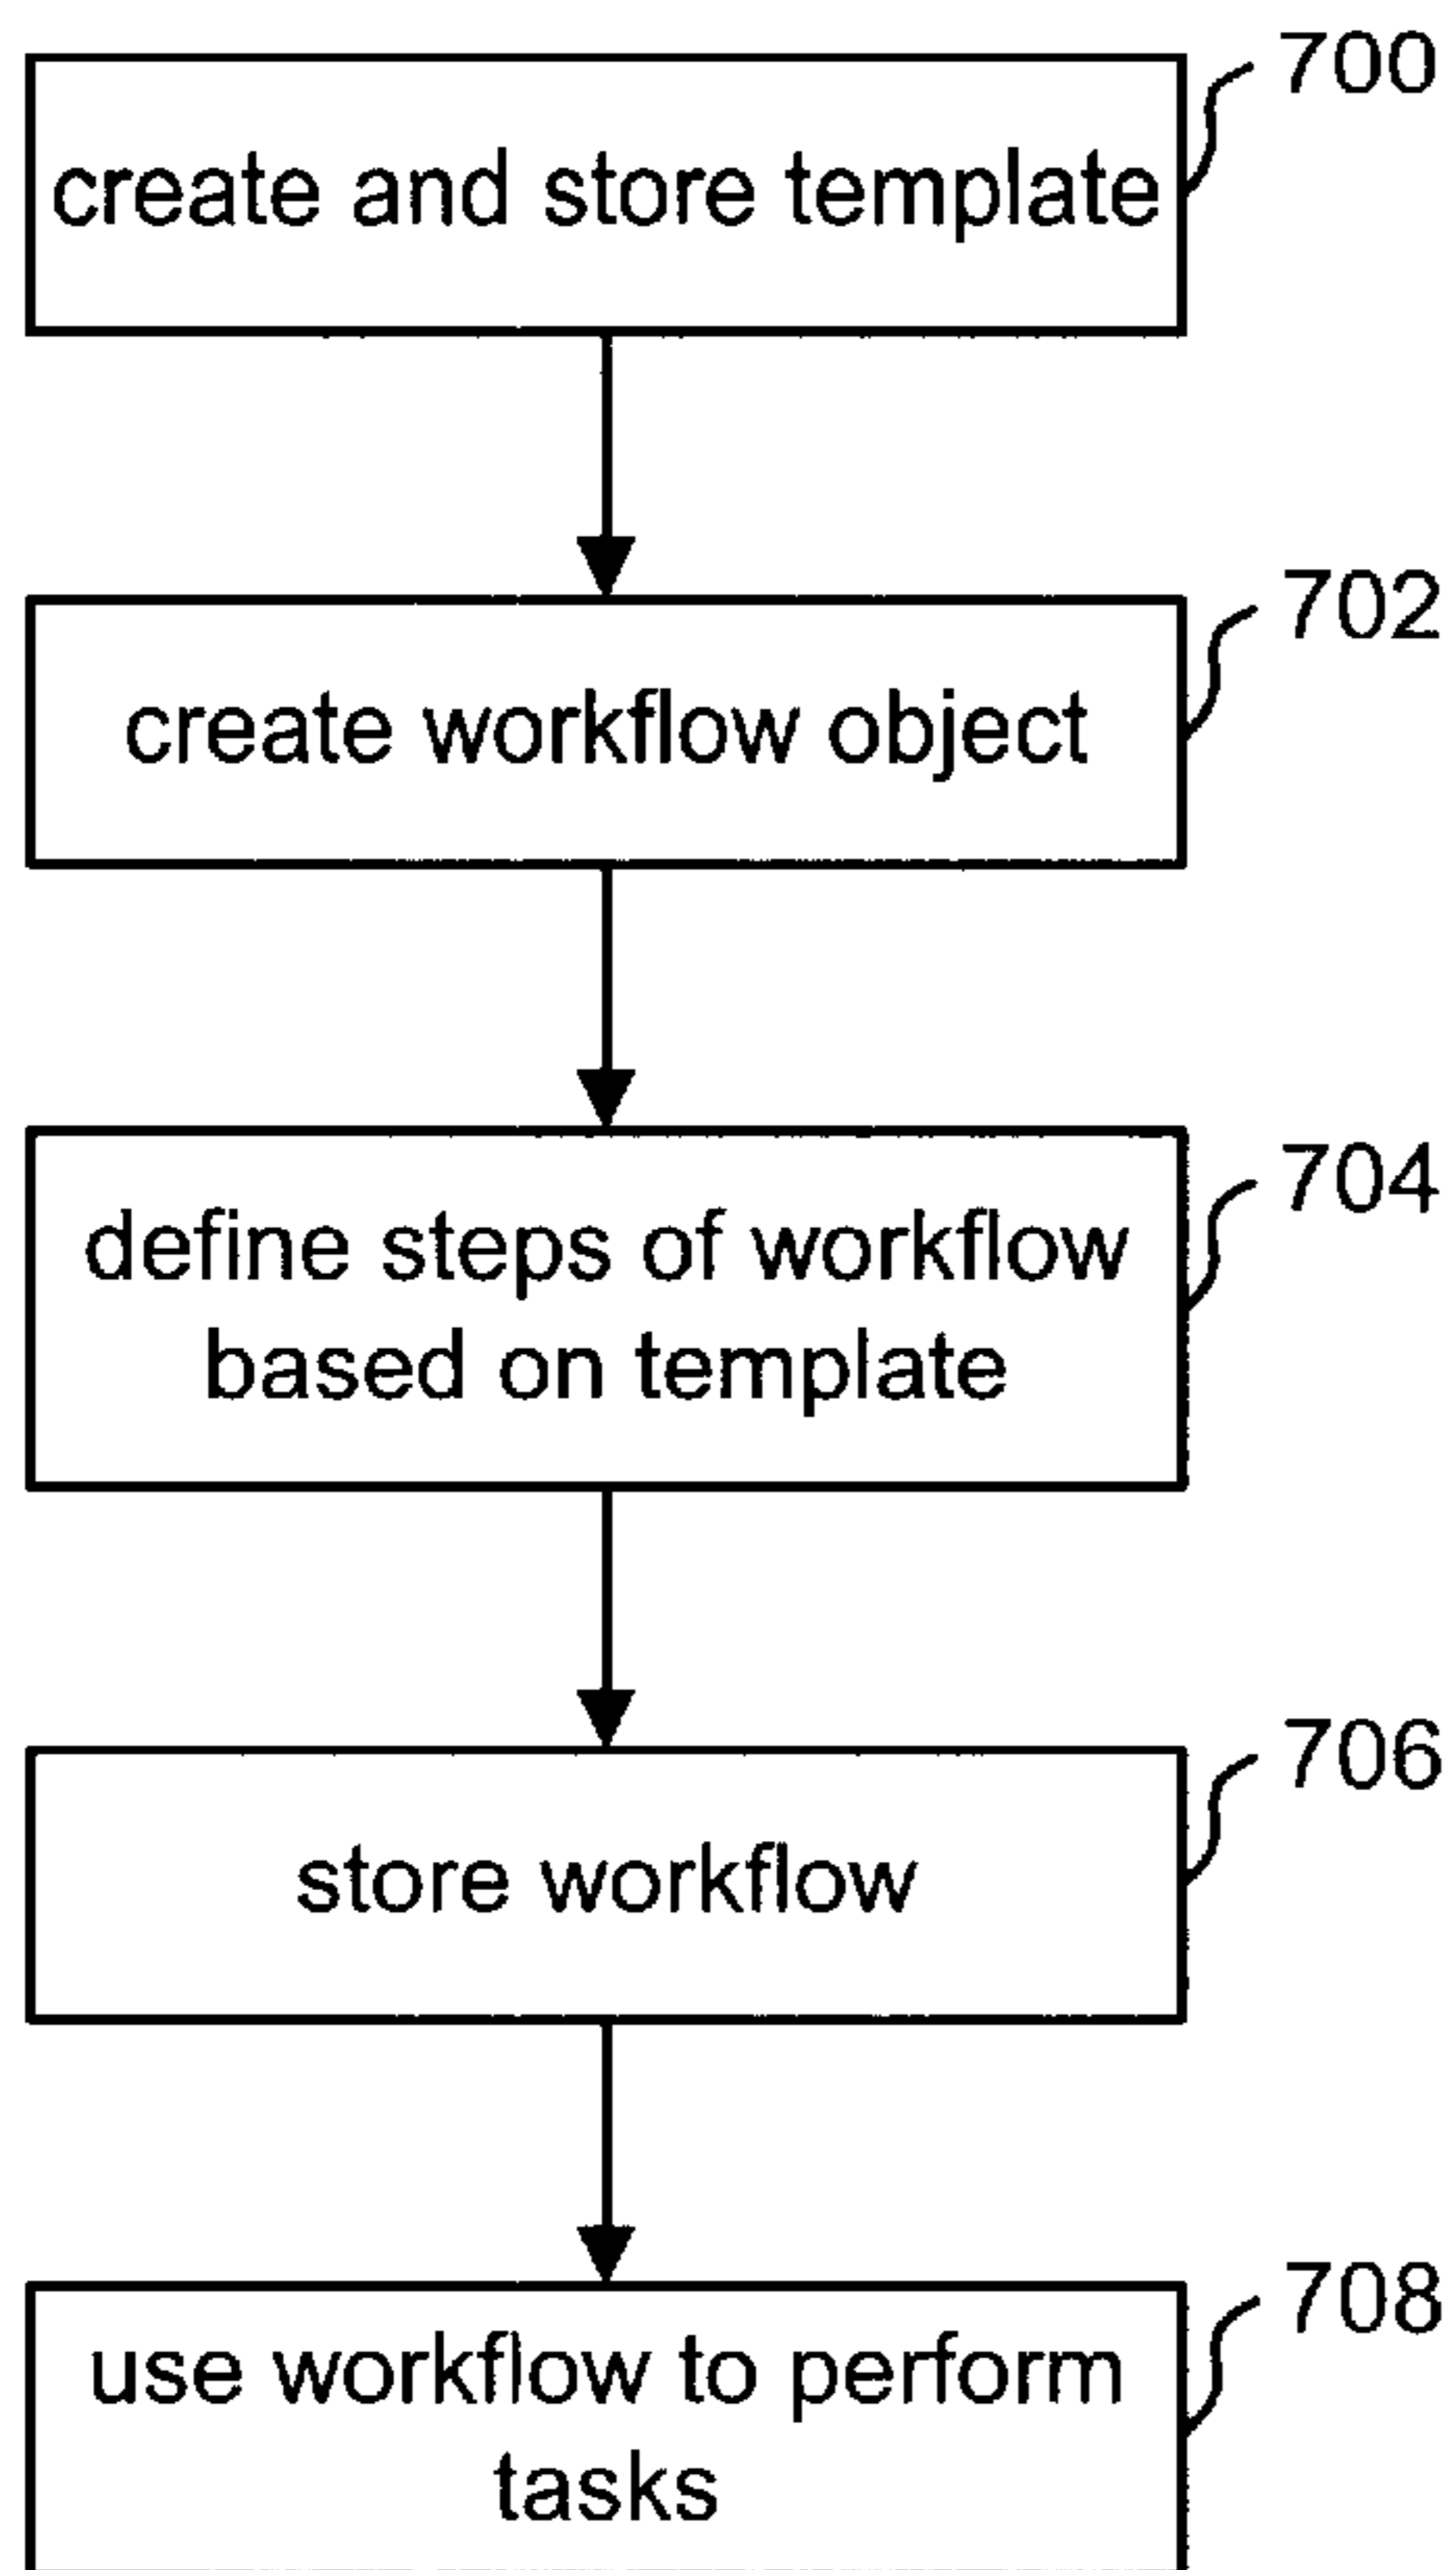 700
create and store template
702
create workflow object
704
define steps of workflow
based on template
706
store workflow
708
use workflow to perform
tasks